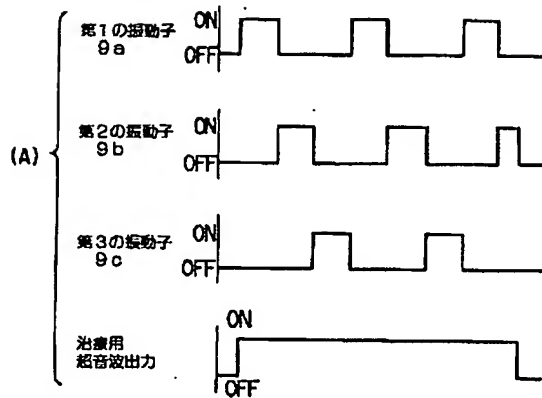 (A)
第1の振動子
9a
ON
OFF
第2の振動子
9b
ON
OFF
第3の振動子
9c
ON
OFF
治療用
超音波出力
ON
OFF